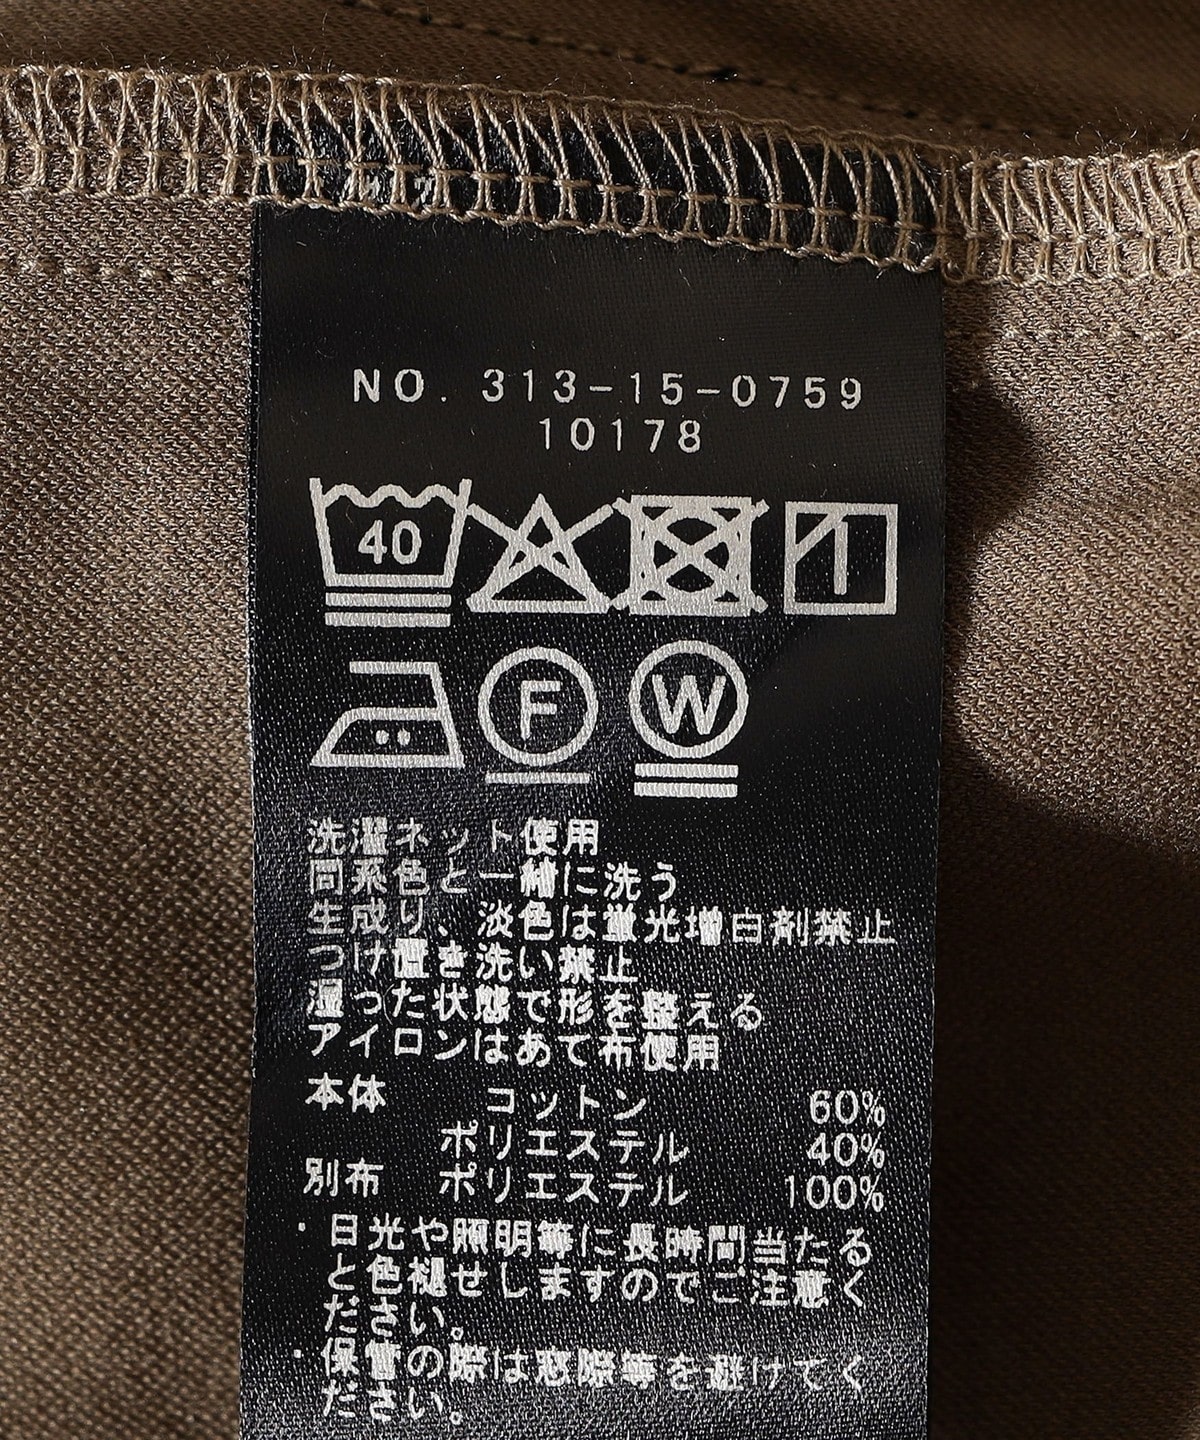 NO. 313-15-0759
10178
40
F W
洗濯ネット使用
同系色と一緒に洗う
生成り、淡色は蛍光増白剤禁止
つけ置き洗い禁止
湿った状態で形を整える
アイロンはあて布使用
本体 コットン 60%
ポリエステル 40%
別布 ポリエステル 100%
・日光や照明等に長時間当たる
と色褪せしますのでご注意く
ださい。
・保管の際は窓際等を避けてく
ださい。